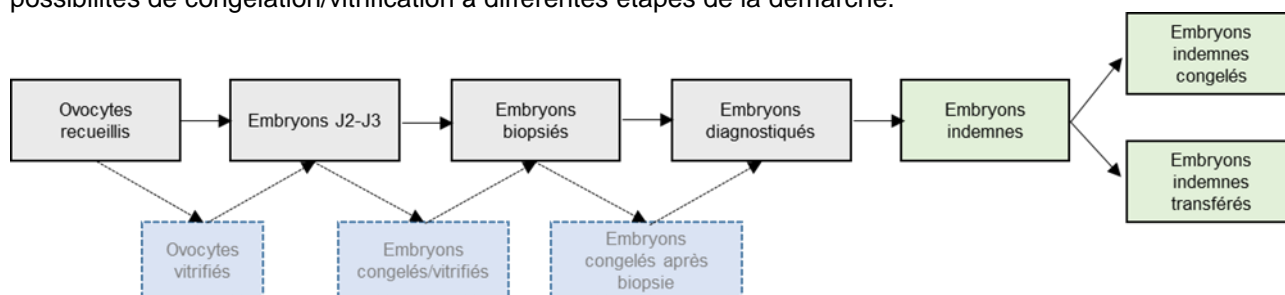 possibilités de congélation/vitrification à différentes étapes de la démarche.
Ovocytes
recueillis
Embryons J2-J3
Embryons
biopsiés
Embryons
diagnostiqués
Embryons
indemnes
Embryons
indemnes
congelés
Embryons
indemnes
transférés
Ovocytes
vitrifiés
Embryons
congelés/vitrifiés
Embryons
congelés après
biopsie